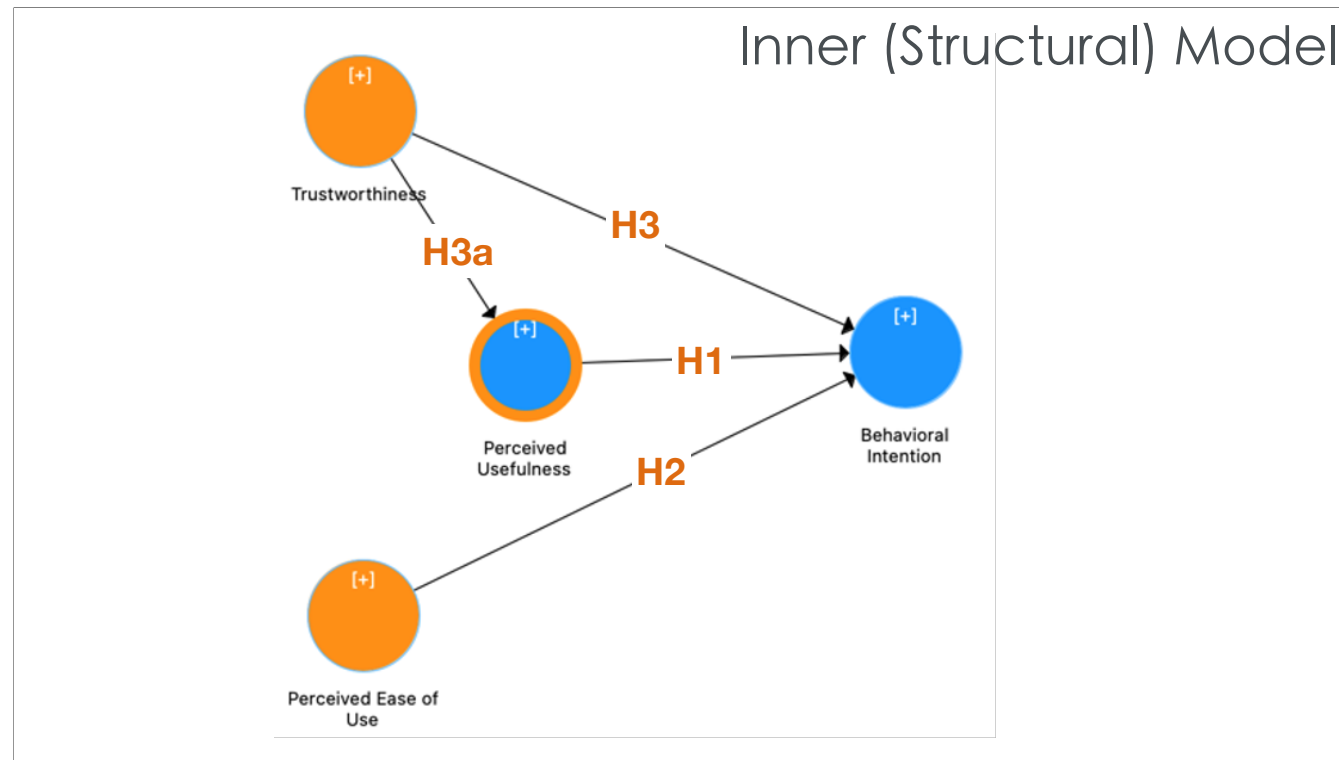 Inner (Structural) Model
[+]
Trustworthiness
H3
H3a
[+]
[+]
H1
Perceived
Usefulness
Behavioral
Intention
H2
[+]
Perceived Ease of
Use